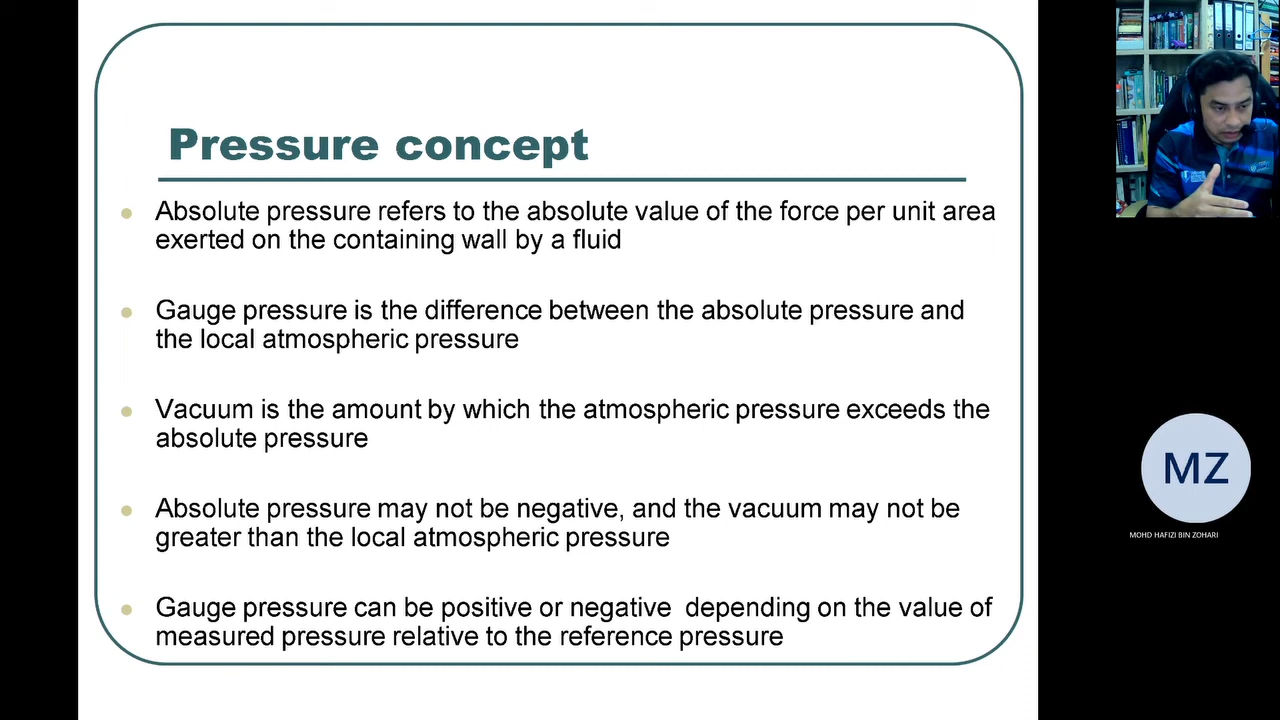 Pressure concept
Absolute pressure refers to the absolute value of the force per unit area
exerted on the containing wall by a fluid
Gauge pressure is the difference between the absolute pressure and
the local atmospheric pressure
Vacuum is the amount by which the atmospheric pressure exceeds the
absolute pressure
Absolute pressure may not be negative, and the vacuum may not be
greater than the local atmospheric pressure
Gauge pressure can be positive or negative  depending on the value of
measured pressure relative to the reference pressure
MZ
MOHD HAFIZI BIN ZOHARI